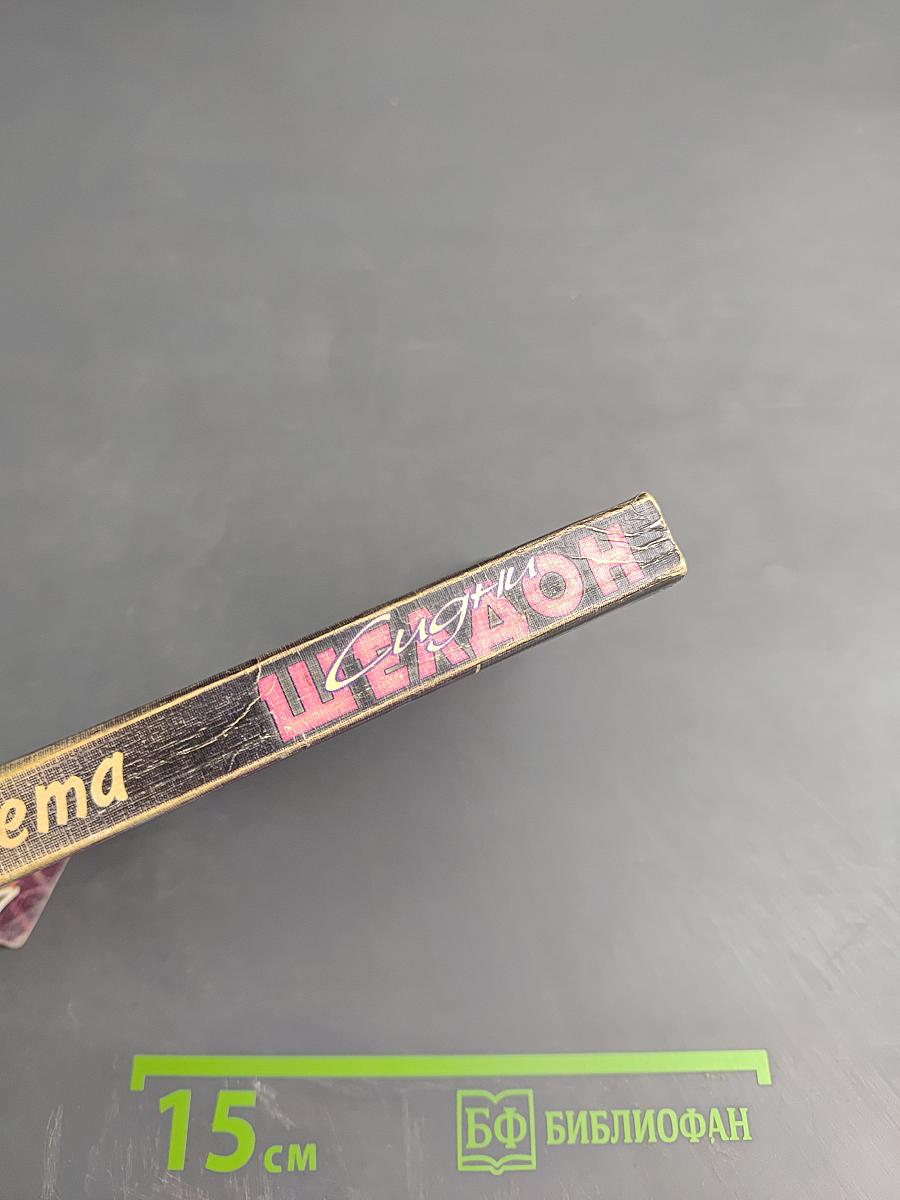 Сидни
ШЕЛДОН
ета
15 см
БФ БИБЛИОФАН